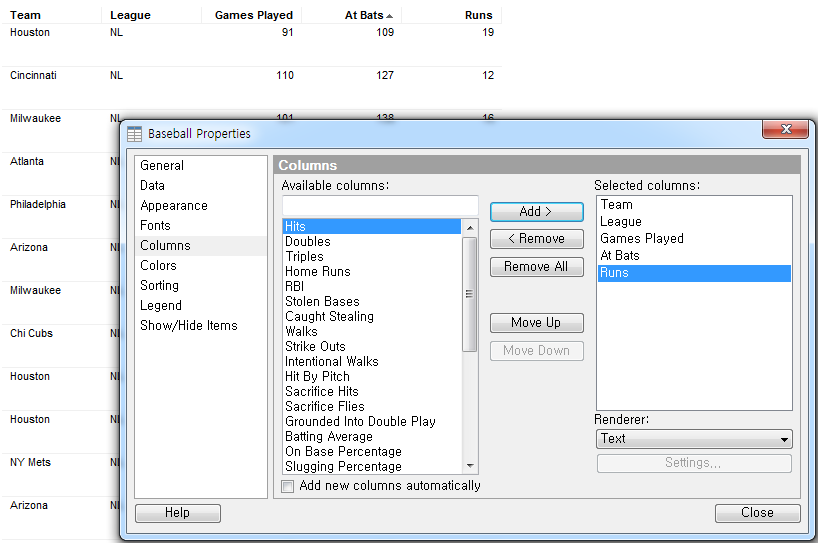 Team League Games Played At Bats Runs
Houston NL 91 109 19
Cincinnati NL 110 127 12
Milwaukee NL 101 138 16
Atlanta
Philadelphia
Arizona
Milwaukee
Chi Cubs
Houston
Houston
NY Mets
Arizona
Baseball Properties
General
Data
Appearance
Fonts
Columns
Colors
Sorting
Legend
Show/Hide Items
Columns
Available columns:
Hits
Doubles
Triples
Home Runs
RBI
Stolen Bases
Caught Stealing
Walks
Strike Outs
Intentional Walks
Hit By Pitch
Sacrifice Hits
Sacrifice Flies
Grounded Into Double Play
Batting Average
On Base Percentage
Slugging Percentage
Add new columns automatically
Add >
< Remove
Remove All
Move Up
Move Down
Selected columns:
Team
League
Games Played
At Bats
Runs
Renderer:
Text
Settings...
Help
Close